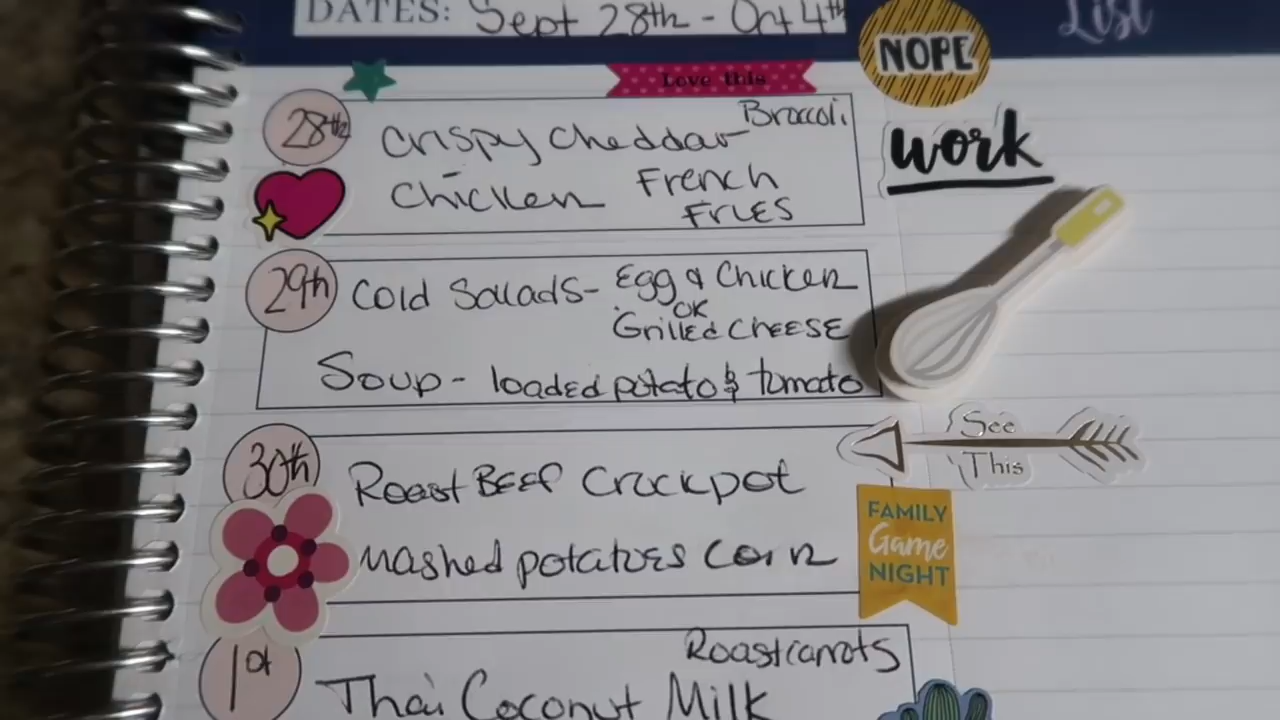 DATES: Sept 28th - Oct 4th
List
NOPE
Love this
work
28th
Broccoli
Crispy Cheddar
Chicken French
FRIES
29th
Cold Salads- Egg & Chicken
OR
Grilled CHEESE
Soup- loaded potato & tomato
See
This
30th
Roast BEEF Crockpot
FAMILY
Game
NIGHT
Mashed potatoes Corn
1st
Roast carrots
Thai Coconut Milk